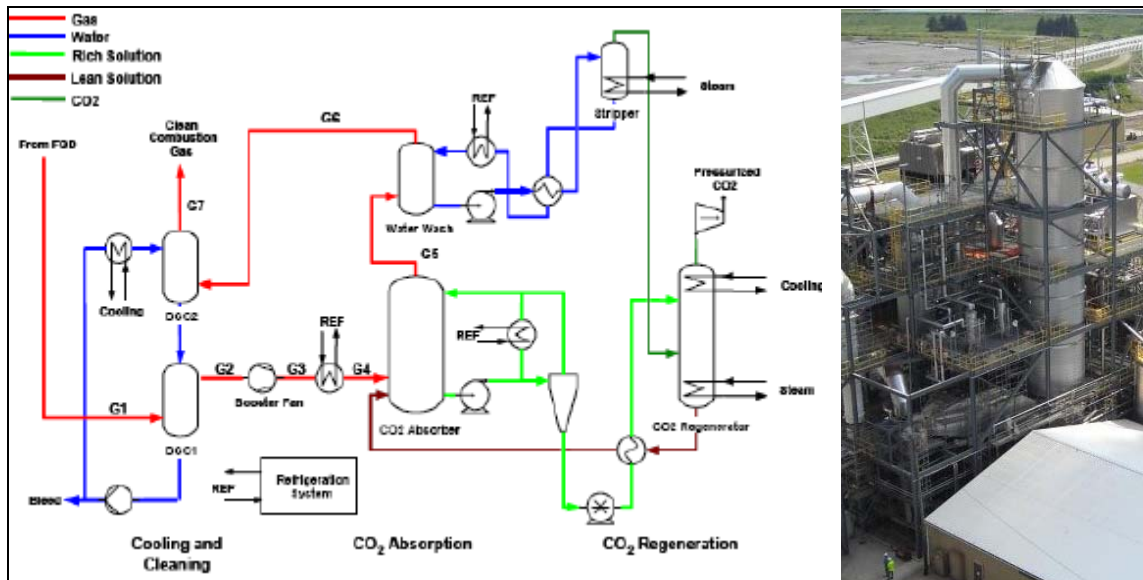 Gas
Water
Rich Solution
Lean Solution
CO2
From FGD
Clean
Combustion
Gas
G7
G6
REF
Stripper
Steam
Water Wash
Pressurized
CO2
G5
Cooling
DCC2
REF
REF
Cooling
G2
G3
G4
Booster Fan
G1
DCC1
CO2 Absorber
Steam
CO2 Regenerator
Bleed
REF
Refrigeration
System
Cooling and
Cleaning
CO2 Absorption
CO2 Regeneration